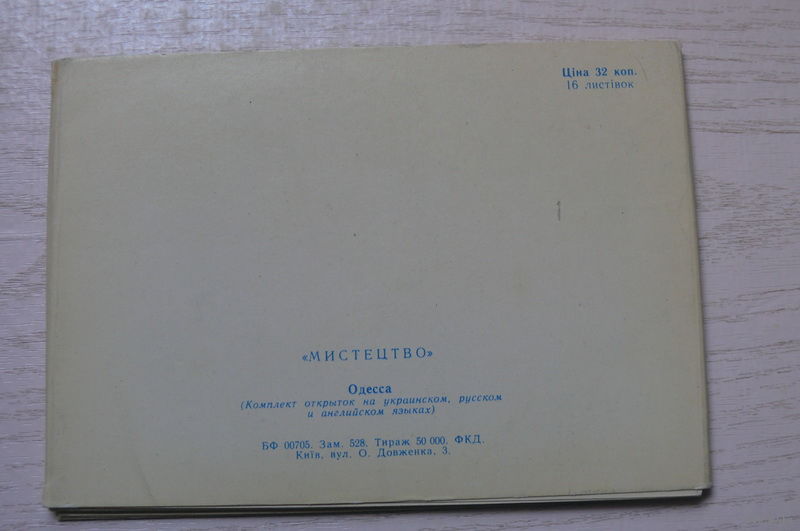 Ціна 32 коп.
16 листівок
«МИСТЕЦТВО»
Одесса
(Комплект открыток на украинском, русском
и английском языках)
БФ 00705. Зам. 528. Тираж 50 000. ФКД.
Київ, вул. О. Довженка, 3.